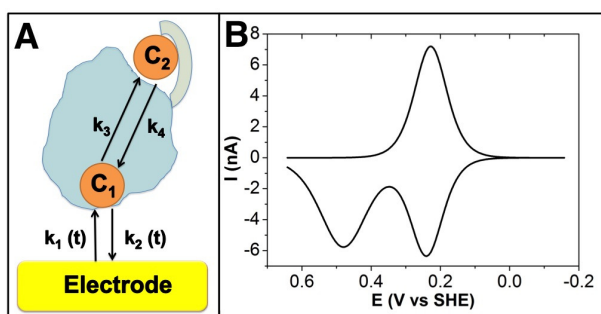 A
C2
k3
k4
C1
k1 (t)
k2 (t)
Electrode
B
8
6
4
2
0
-2
-4
-6
I (nA)
0.6 0.4 0.2 0.0 -0.2
E (V vs SHE)